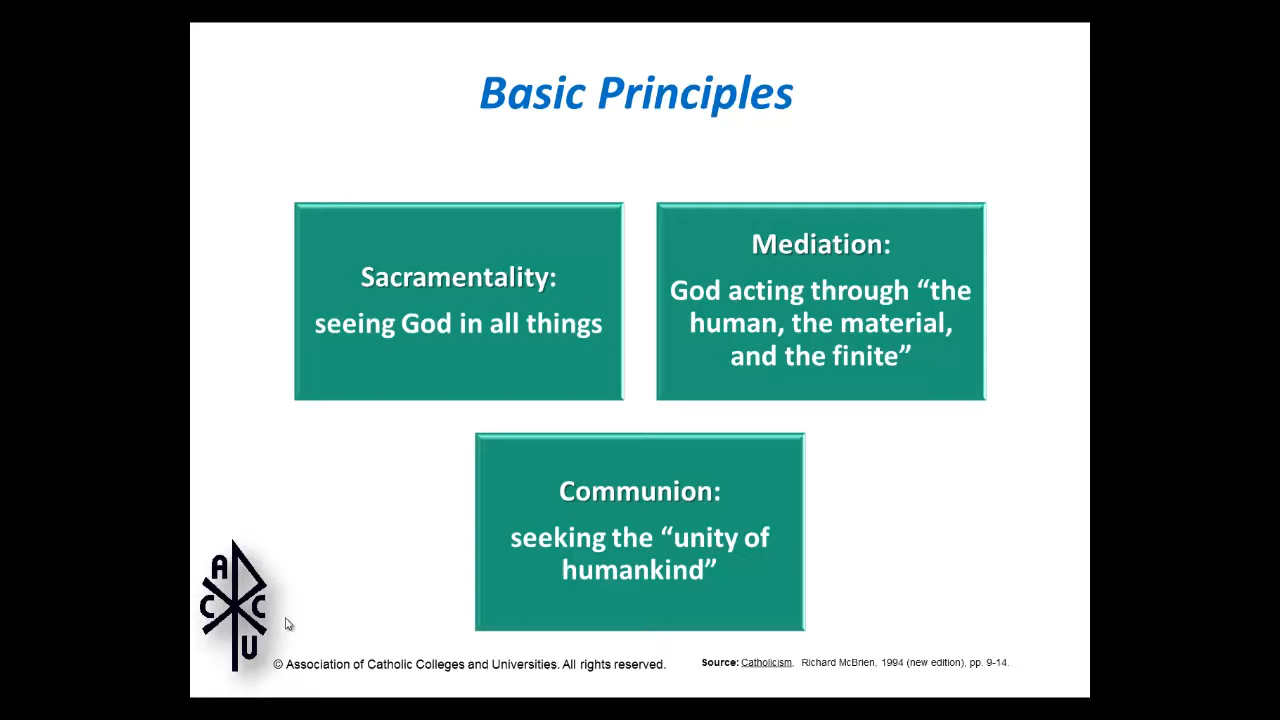 Basic Principles
Sacramentality:
seeing God in all things
Mediation:
God acting through “the
human, the material,
and the finite”
Communion:
seeking the “unity of
humankind”
A
C C
U
© Association of Catholic Colleges and Universities. All rights reserved.
Source: Catholicism, Richard McBrien, 1994 (new edition), pp. 9-14.